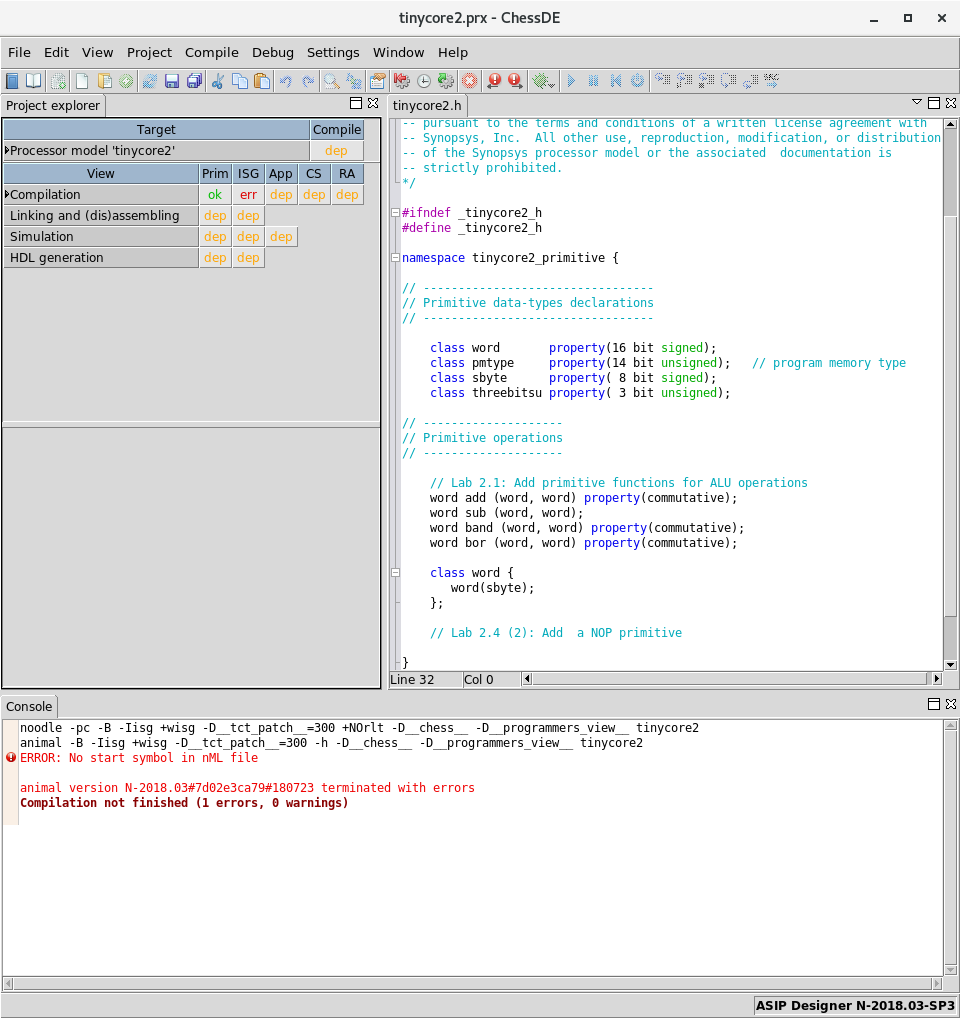 tinycore2.prx - ChessDE
File Edit View Project Compile Debug Settings Window Help
Project explorer
Target Compile
Processor model 'tinycore2' dep
View Prim ISG App CS RA
Compilation ok err dep dep dep
Linking and (dis)assembling dep dep
Simulation dep dep dep
HDL generation dep dep
tinycore2.h
-- pursuant to the terms and conditions of a written license agreement with
-- Synopsys, Inc.  All other use, reproduction, modification, or distribution
-- of the Synopsys processor model or the associated  documentation is
-- strictly prohibited.
*/
#ifndef _tinycore2_h
#define _tinycore2_h
namespace tinycore2_primitive {
// ---------------------------------
// Primitive data-types declarations
// ---------------------------------
class word       property(16 bit signed);
class pmtype     property(14 bit unsigned);   // program memory type
class sbyte      property( 8 bit signed);
class threebitsu property( 3 bit unsigned);
// --------------------
// Primitive operations
// --------------------
// Lab 2.1: Add primitive functions for ALU operations
word add (word, word) property(commutative);
word sub (word, word);
word band (word, word) property(commutative);
word bor (word, word) property(commutative);
class word {
word(sbyte);
};
// Lab 2.4 (2): Add  a NOP primitive
}
Line 32 Col 0
Console
noodle -pc -B -Iisg +wisg -D__tct_patch__=300 +NOrlt -D__chess__ -D__programmers_view__ tinycore2
animal -B -Iisg +wisg -D__tct_patch__=300 -h -D__chess__ -D__programmers_view__ tinycore2
ERROR: No start symbol in nML file
animal version N-2018.03#7d02e3ca79#180723 terminated with errors
Compilation not finished (1 errors, 0 warnings)
ASIP Designer N-2018.03-SP3